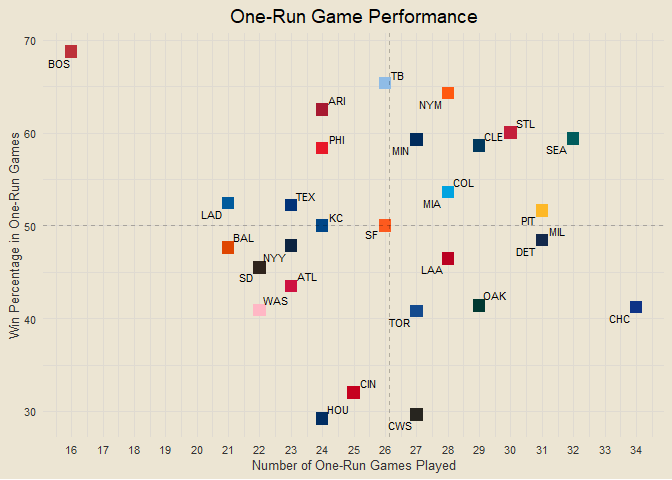 One-Run Game Performance
Win Percentage in One-Run Games
70
60
50
40
30
BOS
TB
NYM
ARI
STL
PHI
CLE
MIN
SEA
COL
TEX
MIA
LAD
KC
PIT
SF
MIL
BAL
DET
NYY
LAA
SD
ATL
OAK
WAS
TOR
CHC
CIN
HOU
CWS
16 17 18 19 20 21 22 23 24 25 26 27 28 29 30 31 32 33 34
Number of One-Run Games Played